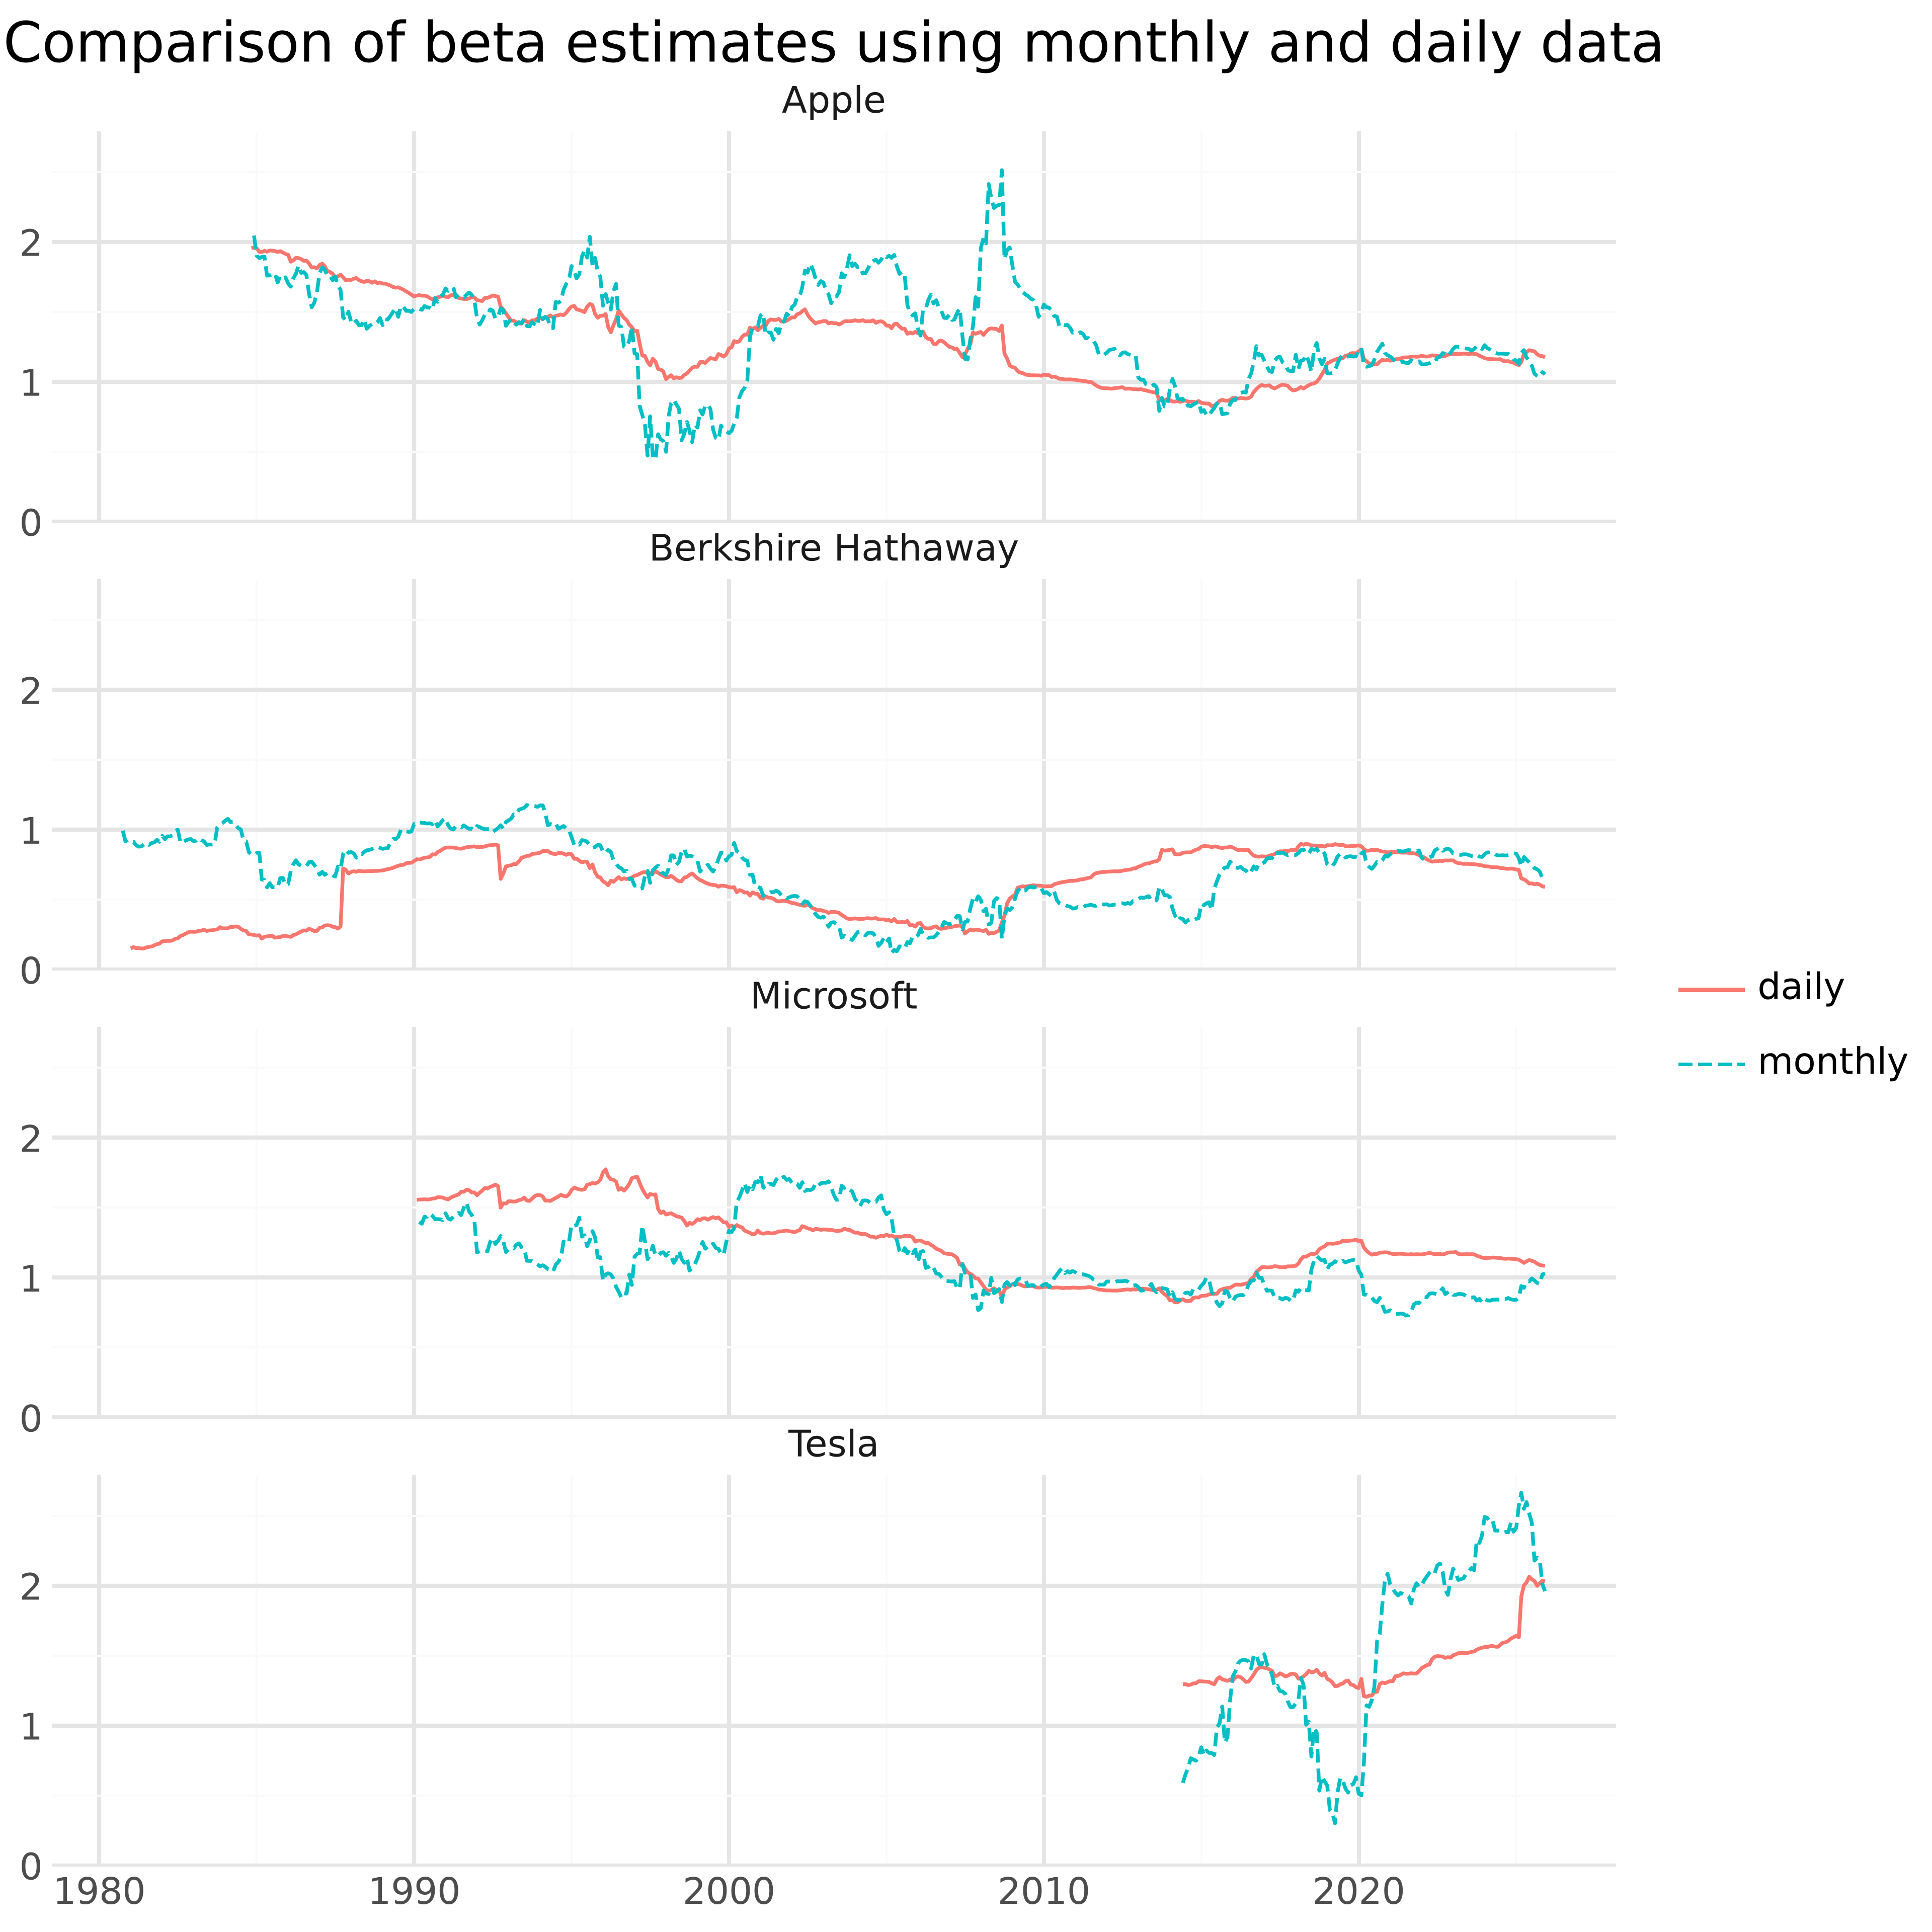 Comparison of beta estimates using monthly and daily data
Apple
2
1
0
Berkshire Hathaway
2
1
0
Microsoft
2
1
0
Tesla
2
1
0
1980 1990 2000 2010 2020
daily
monthly